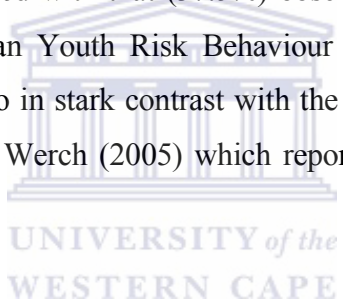 an Youth Risk Behaviour
o in stark contrast with the
Werch (2005) which repor
UNIVERSITY of the
WESTERN CAPE